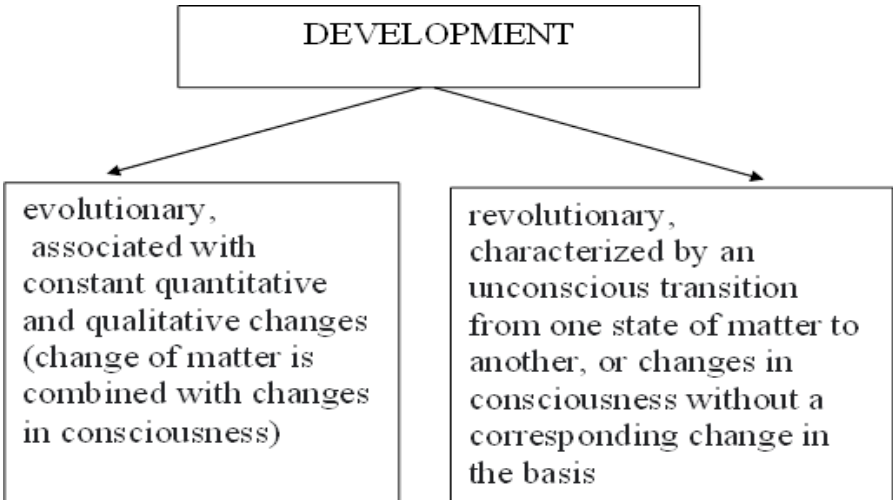 DEVELOPMENT
evolutionary,
associated with
constant quantitative
and qualitative changes
(change of matter is
combined with changes
in consciousness)
revolutionary,
characterized by an
unconscious transition
from one state of matter to
another, or changes in
consciousness without a
corresponding change in
the basis